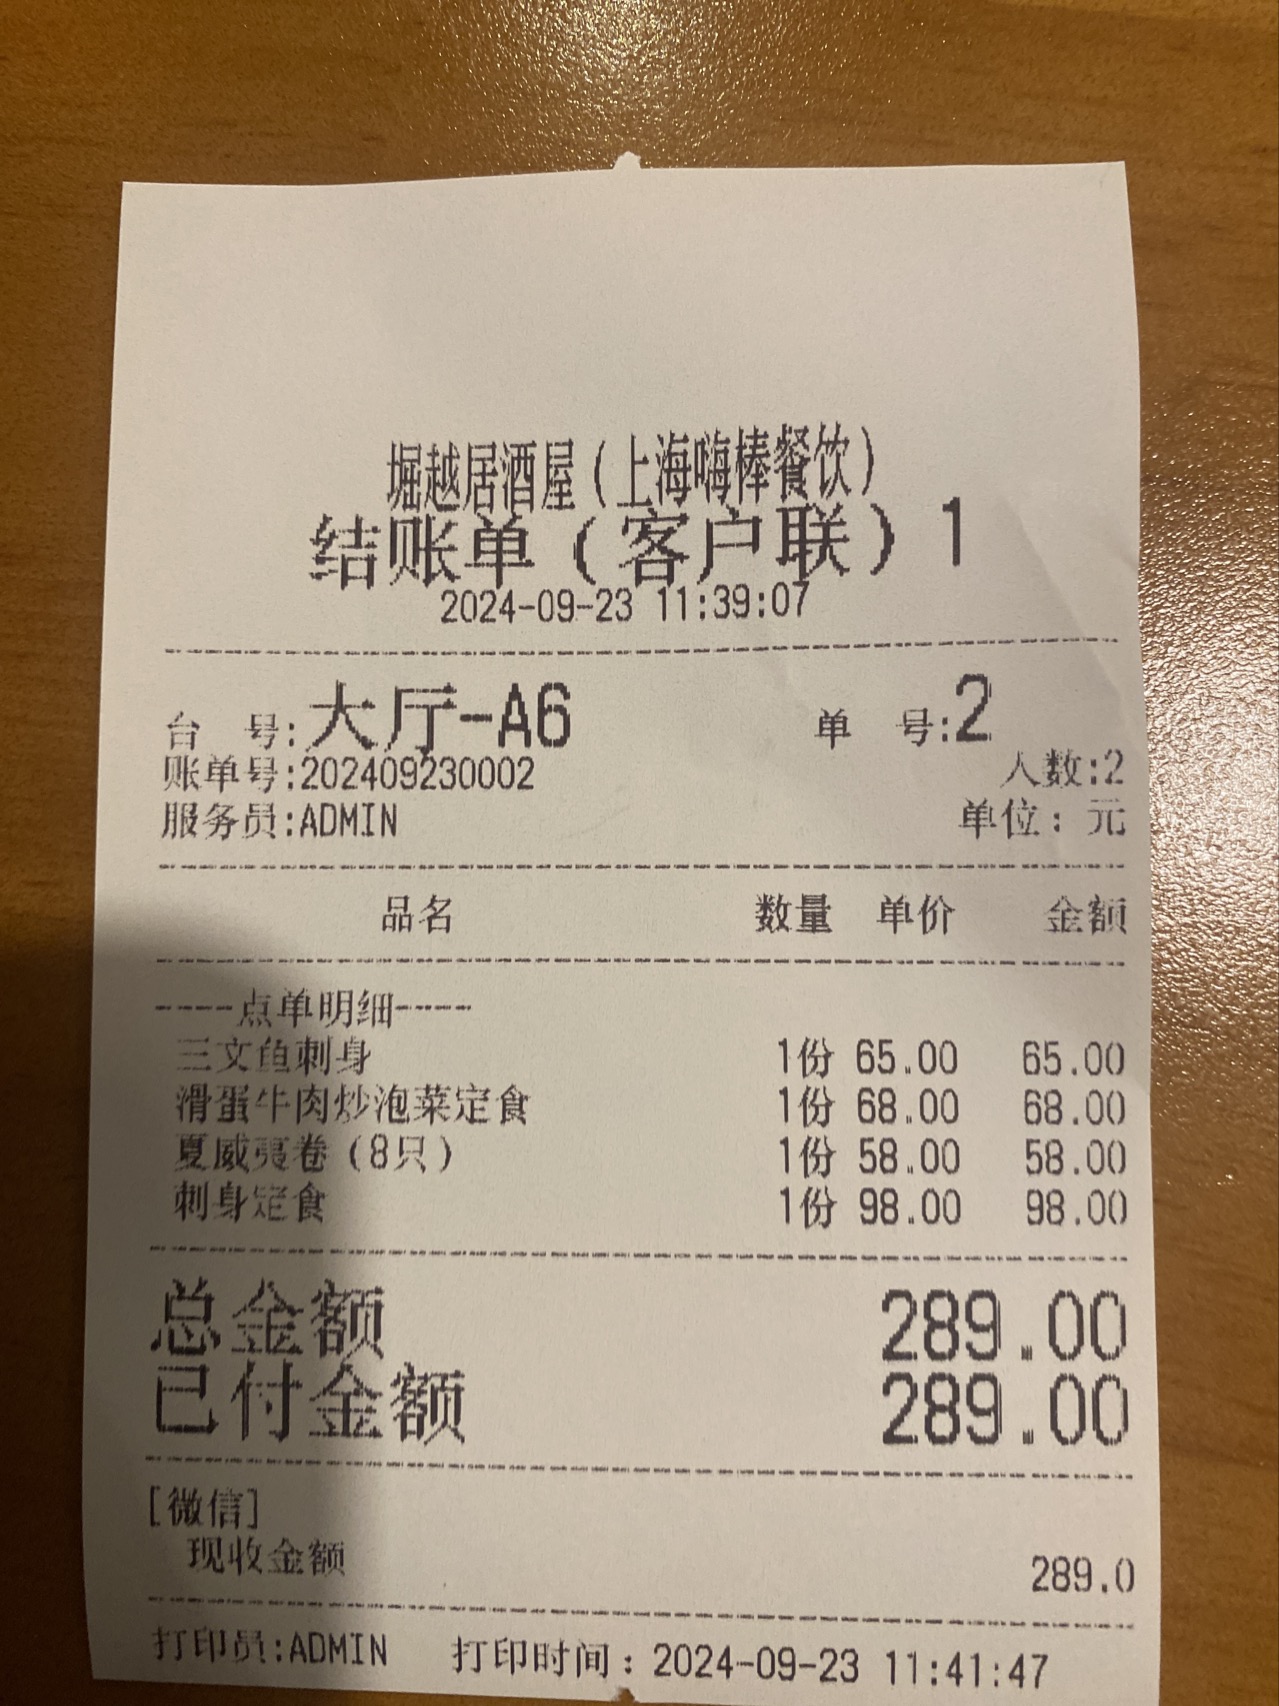 堀越居酒屋(上海嗨棒餐饮)
结账单(客户联)1
2024-09-23 11:39:07
台 号:大厅-A6 单 号:2
账单号:202409230002 人数:2
服务员:ADMIN 单位: 元
品名 数量 单价 金额
----点单明细----
三文鱼刺身 1份 65.00 65.00
滑蛋牛肉炒泡菜定食 1份 68.00 68.00
夏威夷卷(8只) 1份 58.00 58.00
刺身定食 1份 98.00 98.00
总金额 289.00
已付金额 289.00
[微信]
现收金额 289.0
打印员:ADMIN 打印时间: 2024-09-23 11:41:47